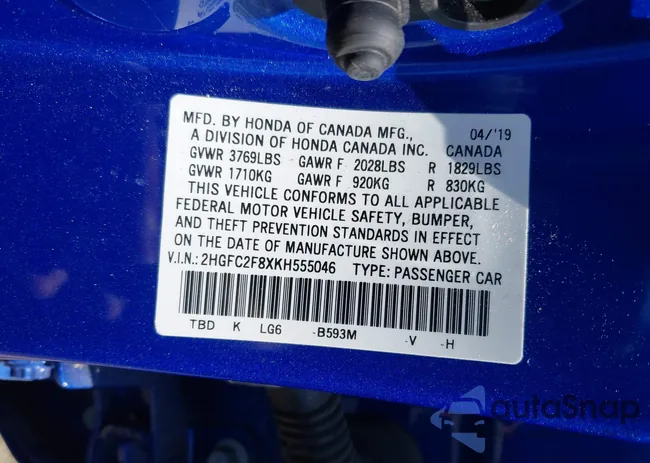 MFD. BY HONDA OF CANADA MFG., 04/'19
A DIVISION OF HONDA CANADA INC. CANADA
GVWR 3769LBS GAWR F 2028LBS R 1829LBS
GVWR 1710KG GAWR F 920KG R 830KG
THIS VEHICLE CONFORMS TO ALL APPLICABLE
FEDERAL MOTOR VEHICLE SAFETY, BUMPER,
AND THEFT PREVENTION STANDARDS IN EFFECT
ON THE DATE OF MANUFACTURE SHOWN ABOVE.
V.I.N.: 2HGFC2F8XKH555046 TYPE: PASSENGER CAR
TBD K LG6 -B593M -V -H
autoSnap